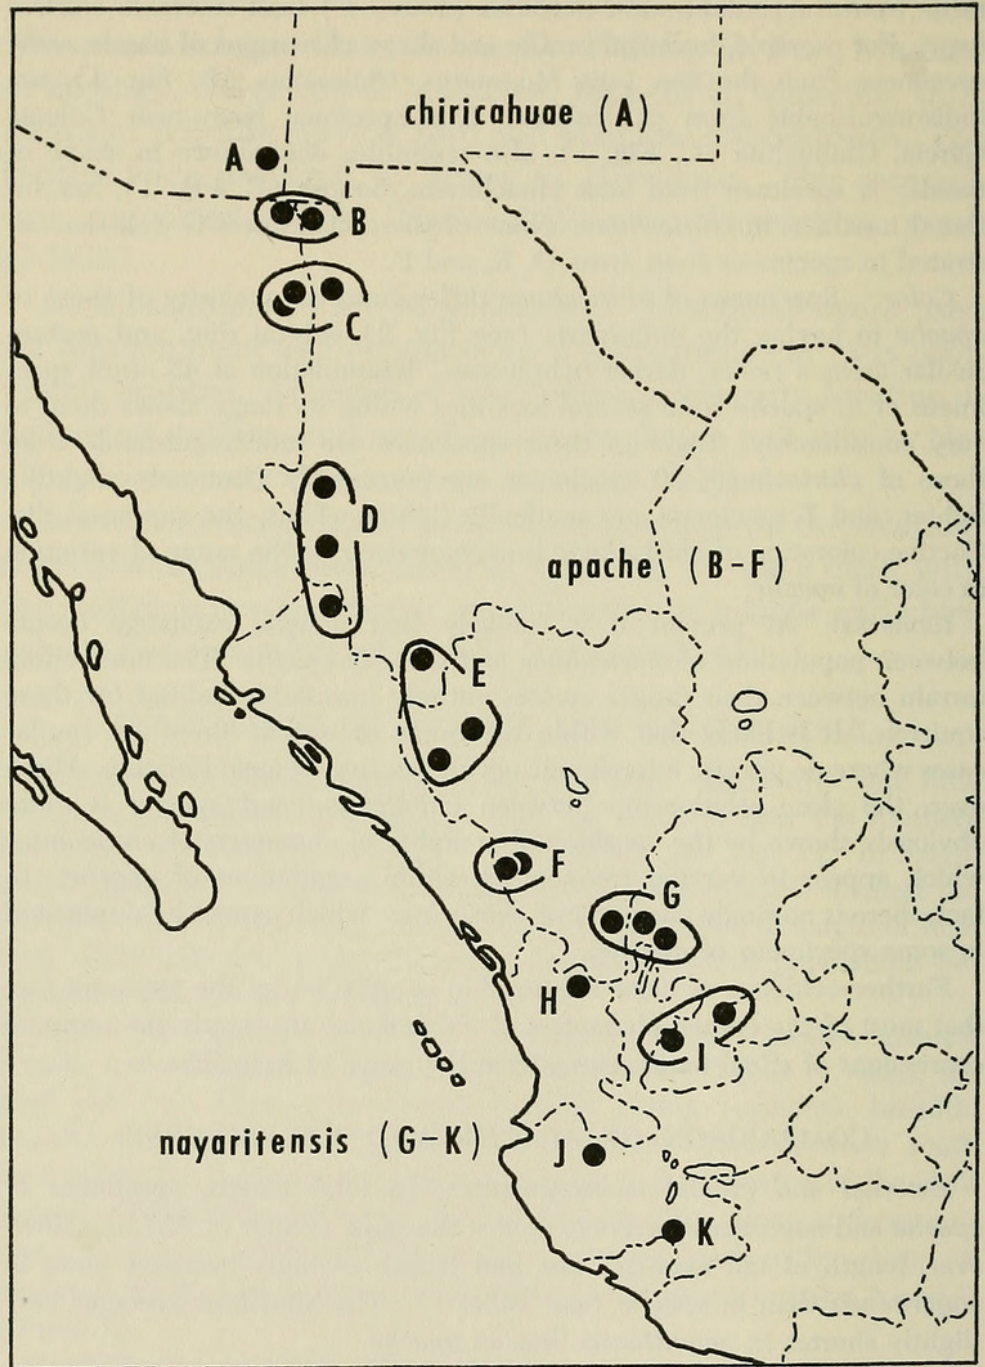 chiricahuae (A)
A
B
C
D
apache (B-F)
E
F
G
H
I
nayaritensis (G-K)
J
K